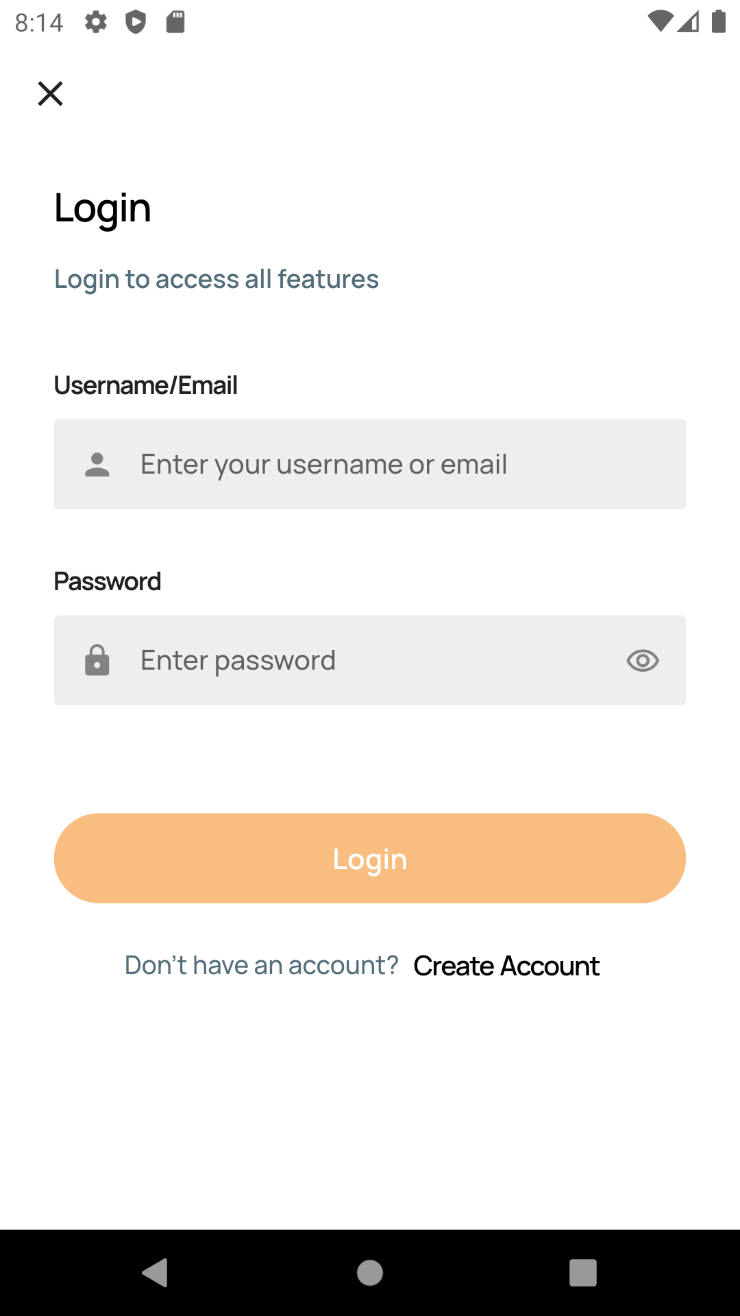 8:14
Login
Login to access all features
Username/Email
Enter your username or email
Password
Enter password
Login
Don't have an account? Create Account